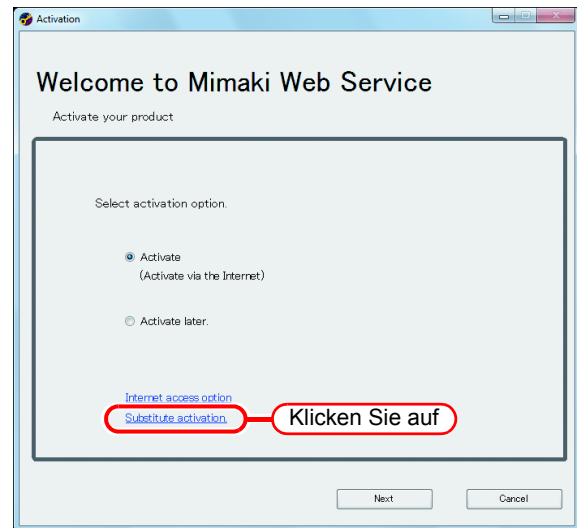 Activation
Welcome to Mimaki Web Service
Activate your product
Select activation option.
Activate
(Activate via the Internet)
Activate later.
Internet access option
Substitute activation.
Klicken Sie auf
Next
Cancel